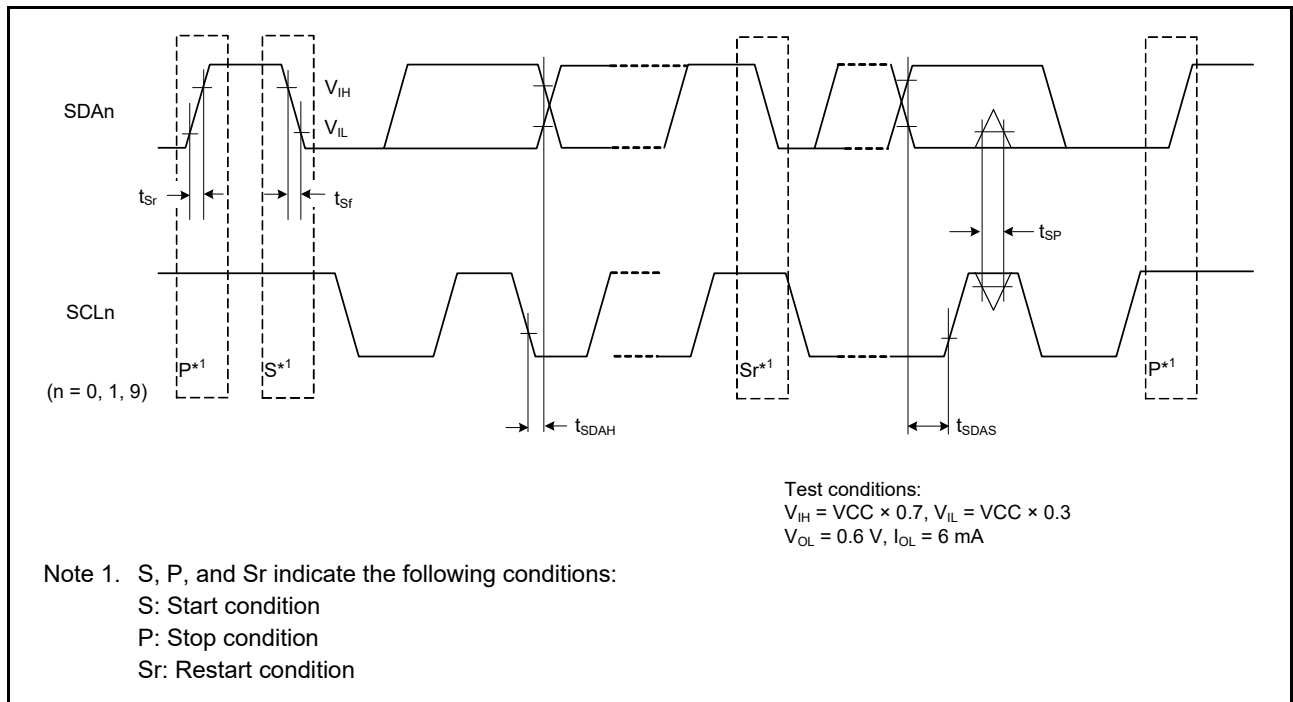 SDAn
V_IH
V_IL
t_Sr
t_Sf
t_SP
SCLn
P*1
S*1
Sr*1
P*1
(n = 0, 1, 9)
t_SDAH
t_SDAS
Test conditions:
V_IH = VCC × 0.7, V_IL = VCC × 0.3
V_OL = 0.6 V, I_OL = 6 mA
Note 1. S, P, and Sr indicate the following conditions:
S: Start condition
P: Stop condition
Sr: Restart condition